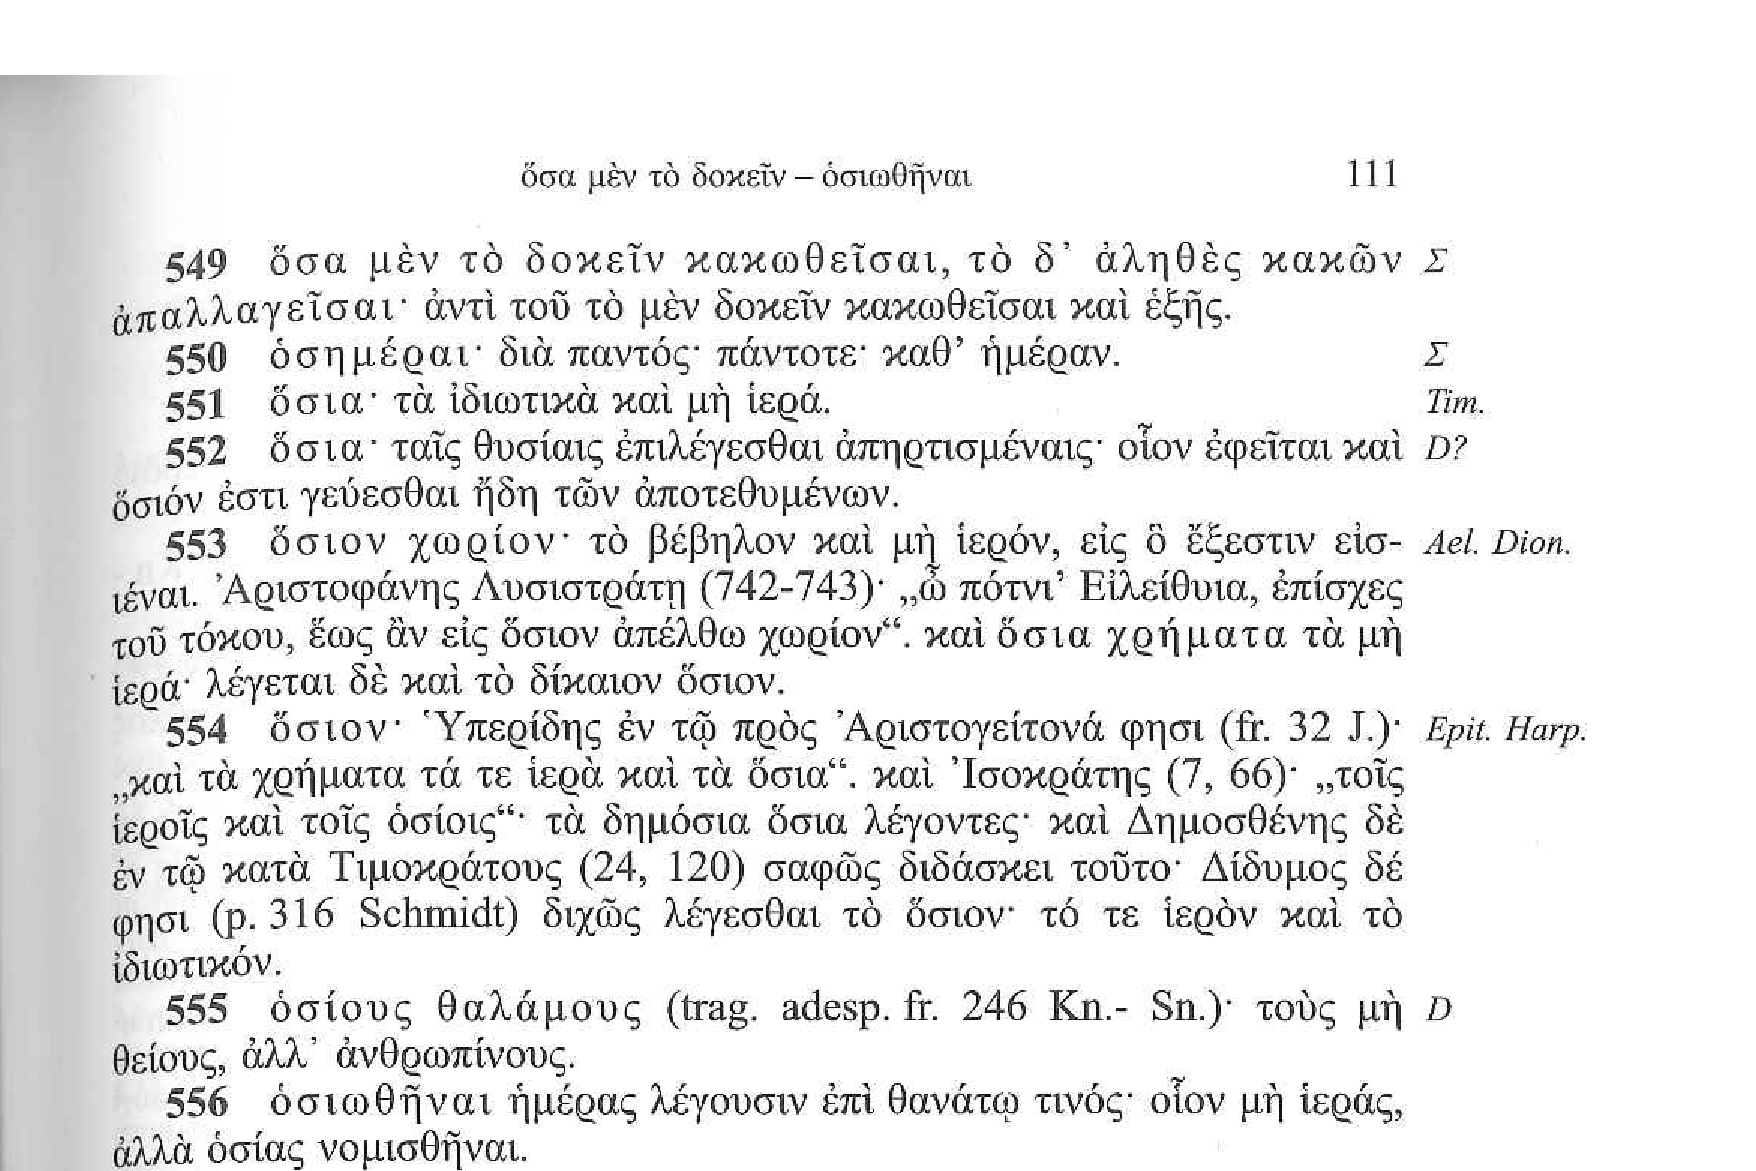 ὅσα μὲν τὸ δοκεῖν – ὁσιωθῆναι 111
549 ὅσα μὲν τὸ δοκεῖν κακωθεῖσαι, τὸ δ᾽ ἀληθὲς κακῶν Σ
ἀπαλλαγεῖσαι· ἀντὶ τοῦ τὸ μὲν δοκεῖν κακωθεῖσαι καὶ ἑξῆς.
550 ὁσημέραι· διὰ παντός· πάντοτε· καθ’ ἡμέραν. Σ
551 ὅσια· τὰ ἰδιωτικὰ καὶ μὴ ἱερά. Tim.
552 ὅσια· ταῖς θυσίαις ἐπιλέγεσθαι ἀπηρτισμέναις· οἷον ἐφεῖται καὶ D?
ὅσιόν ἐστι γεύεσθαι ἤδη τῶν ἀποτεθυμένων.
553 ὅσιον χωρίον· τὸ βέβηλον καὶ μὴ ἱερόν, εἰς ὃ ἔξεστιν εἰσ- Ael. Dion.
ιέναι. Ἀριστοφάνης Λυσιστράτῃ (742-743)· „ὦ πότνι’ Εἰλείθυια, ἐπίσχες
τοῦ τόκου, ἕως ἂν εἰς ὅσιον ἀπέλθω χωρίον“. καὶ ὅσια χρήματα τὰ μὴ
ἱερά· λέγεται δὲ καὶ τὸ δίκαιον ὅσιον.
554 ὅσιον· Ὑπερίδης ἐν τῷ πρὸς Ἀριστογείτονά φησι (fr. 32 J.)· Epit. Harp.
„καὶ τὰ χρήματα τά τε ἱερὰ καὶ τὰ ὅσια“. καὶ Ἰσοκράτης (7, 66)· „τοῖς
ἱεροῖς καὶ τοῖς ὁσίοις“· τὰ δημόσια ὅσια λέγοντες· καὶ Δημοσθένης δὲ
ἐν τῷ κατὰ Τιμοκράτους (24, 120) σαφῶς διδάσκει τοῦτο· Δίδυμος δέ
φησι (p. 316 Schmidt) διχῶς λέγεσθαι τὸ ὅσιον· τό τε ἱερὸν καὶ τὸ
ἰδιωτικόν.
555 ὁσίους θαλάμους (trag. adesp. fr. 246 Kn.- Sn.)· τοὺς μὴ D
θείους, ἀλλ᾽ ἀνθρωπίνους.
556 ὁσιωθῆναι ἡμέρας λέγουσιν ἐπὶ θανάτῳ τινός· οἷον μὴ ἱεράς,
ἀλλὰ ὁσίας νομισθῆναι.